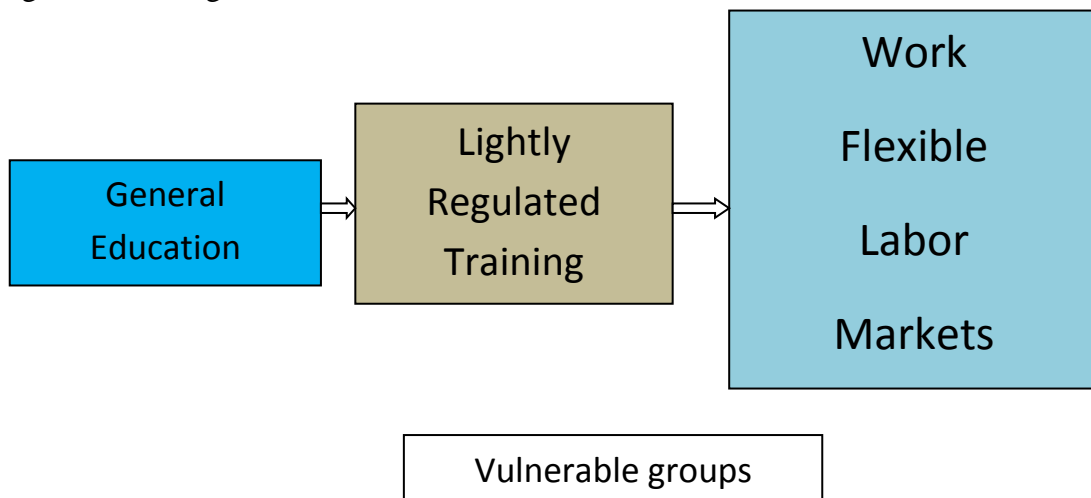 General
Education
Lightly
Regulated
Training
Work
Flexible
Labor
Markets
Vulnerable groups